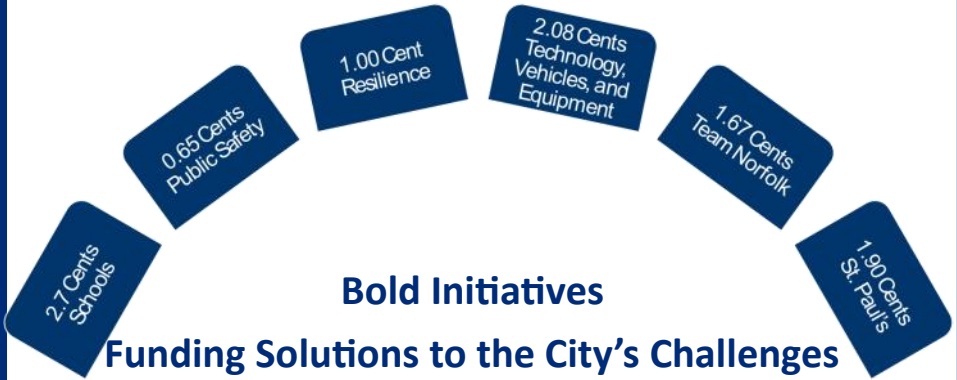 2.7 Cents
Schools
0.65 Cents
Public Safety
1.00 Cent
Resilience
2.08 Cents
Technology,
Vehicles, and
Equipment
1.67 Cents
Team Norfolk
1.90 Cents
St. Paul's
Bold Initiatives
Funding Solutions to the City's Challenges